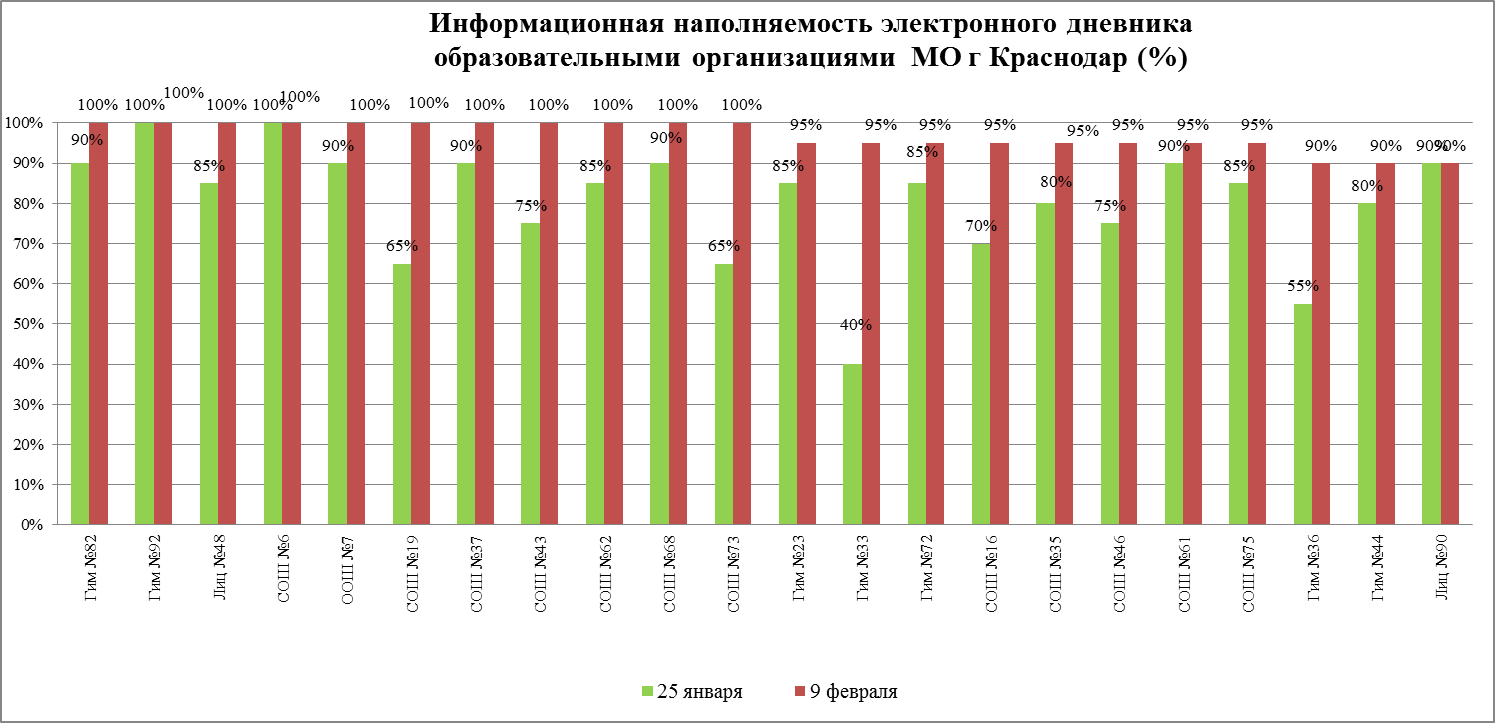 Информационная наполняемость электронного дневника
образовательными организациями МО г Краснодар (%)
100% 100% 100% 100% 100% 100% 100% 100% 100% 100% 100% 100% 100%
100%
90%
80%
70%
60%
50%
40%
30%
20%
10%
0%
90% 85% 90% 65% 90% 75% 85% 90% 65% 85% 95% 40% 95% 85% 95% 70% 95% 80% 95% 75% 95% 90% 95% 85% 95% 55% 90% 80% 90% 90% 90%
Гим №82
Гим №92
Лиц №48
СОШ №6
ООШ №7
СОШ №19
СОШ №37
СОШ №43
СОШ №62
СОШ №68
СОШ №73
Гим №23
Гим №33
Гим №72
СОШ №16
СОШ №35
СОШ №46
СОШ №61
СОШ №75
Гим №36
Гим №44
Лиц №90
25 января 9 февраля